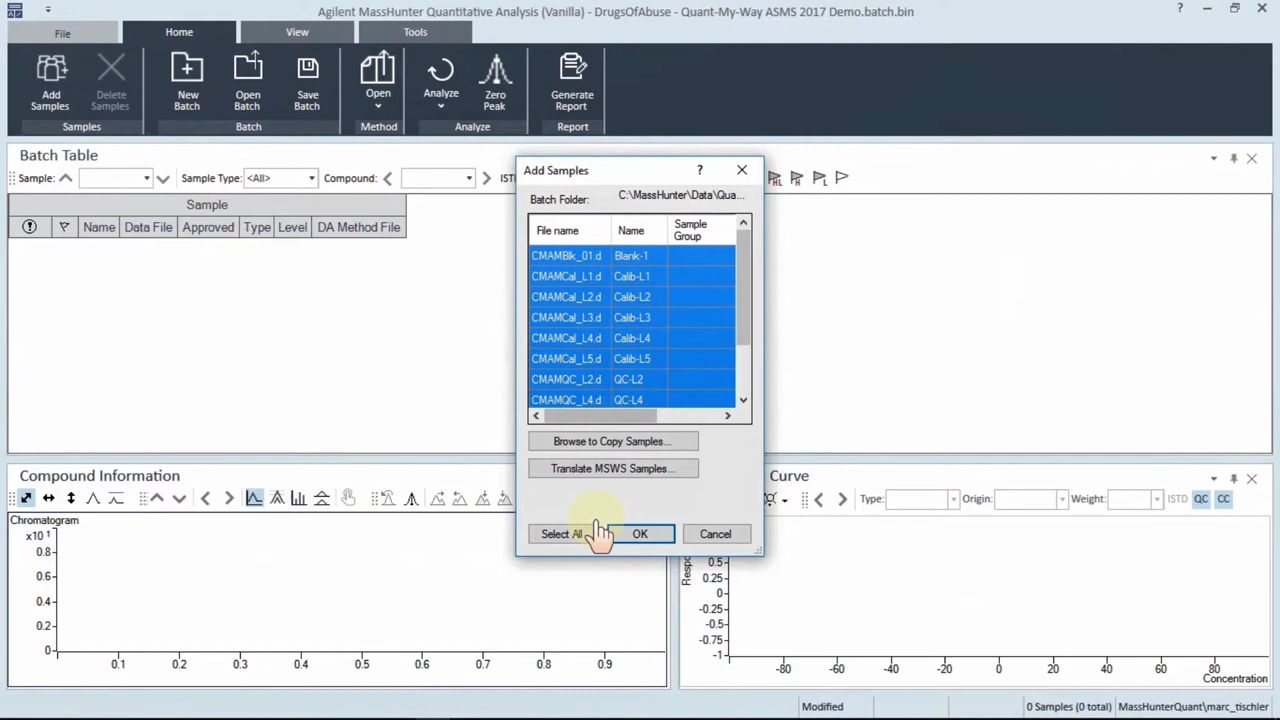 Agilent MassHunter Quantitative Analysis (Vanilla) - DrugsOfAbuse - Quant-My-Way ASMS 2017 Demo.batch.bin
File Home View Tools
Add Samples
Delete Samples
New Batch
Open Batch
Save Batch
Open
Analyze
Zero Peak
Generate Report
Samples Batch Method Analyze Report
Batch Table
Sample: Sample Type: <All> Compound: ISTD
Sample
Name Data File Approved Type Level DA Method File
Add Samples
Batch Folder: C:\MassHunter\Data\Qua...
File name Name Sample Group
CMAMBlk_01.d Blank-1
CMAMCal_L1.d Calib-L1
CMAMCal_L2.d Calib-L2
CMAMCal_L3.d Calib-L3
CMAMCal_L4.d Calib-L4
CMAMCal_L5.d Calib-L5
CMAMQC_L2.d QC-L2
CMAMQC_L4.d QC-L4
Browse to Copy Samples...
Translate MSWS Samples...
Select All OK Cancel
Compound Information
Chromatogram
x10 1
0.8
0.6
0.4
0.2
0
0.1 0.2 0.3 0.4 0.5 0.6 0.7 0.8 0.9
Curve
Type: Origin: Weight: ISTD QC CC
0.5
0.25
0
-0.25
-0.5
-0.75
-1
-80 -60 -40 -20 0 20 40 60 80
Concentration
Modified 0 Samples (0 total) MassHunterQuant\marc_tischler